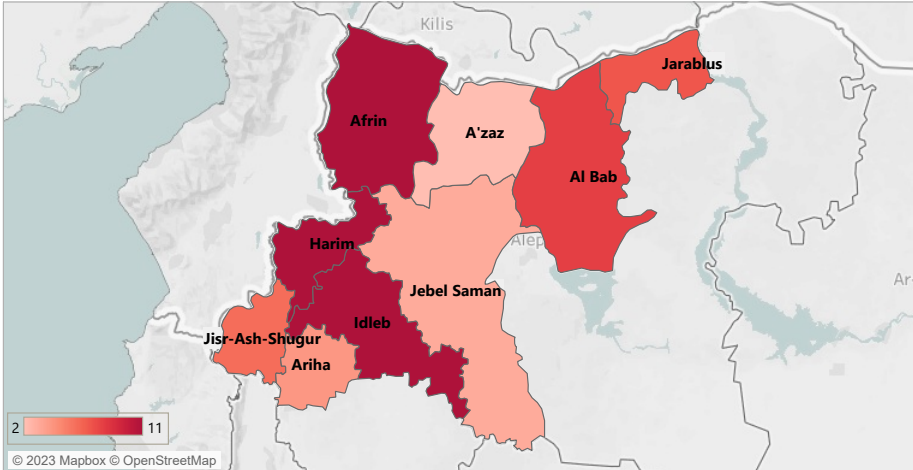 Kilis
Jarablus
Afrin
A'zaz
Al Bab
Harim
Alep
Ar-
Jebel Saman
Idleb
Jisr-Ash-Shugur
Ariha
2
11
© 2023 Mapbox © OpenStreetMap